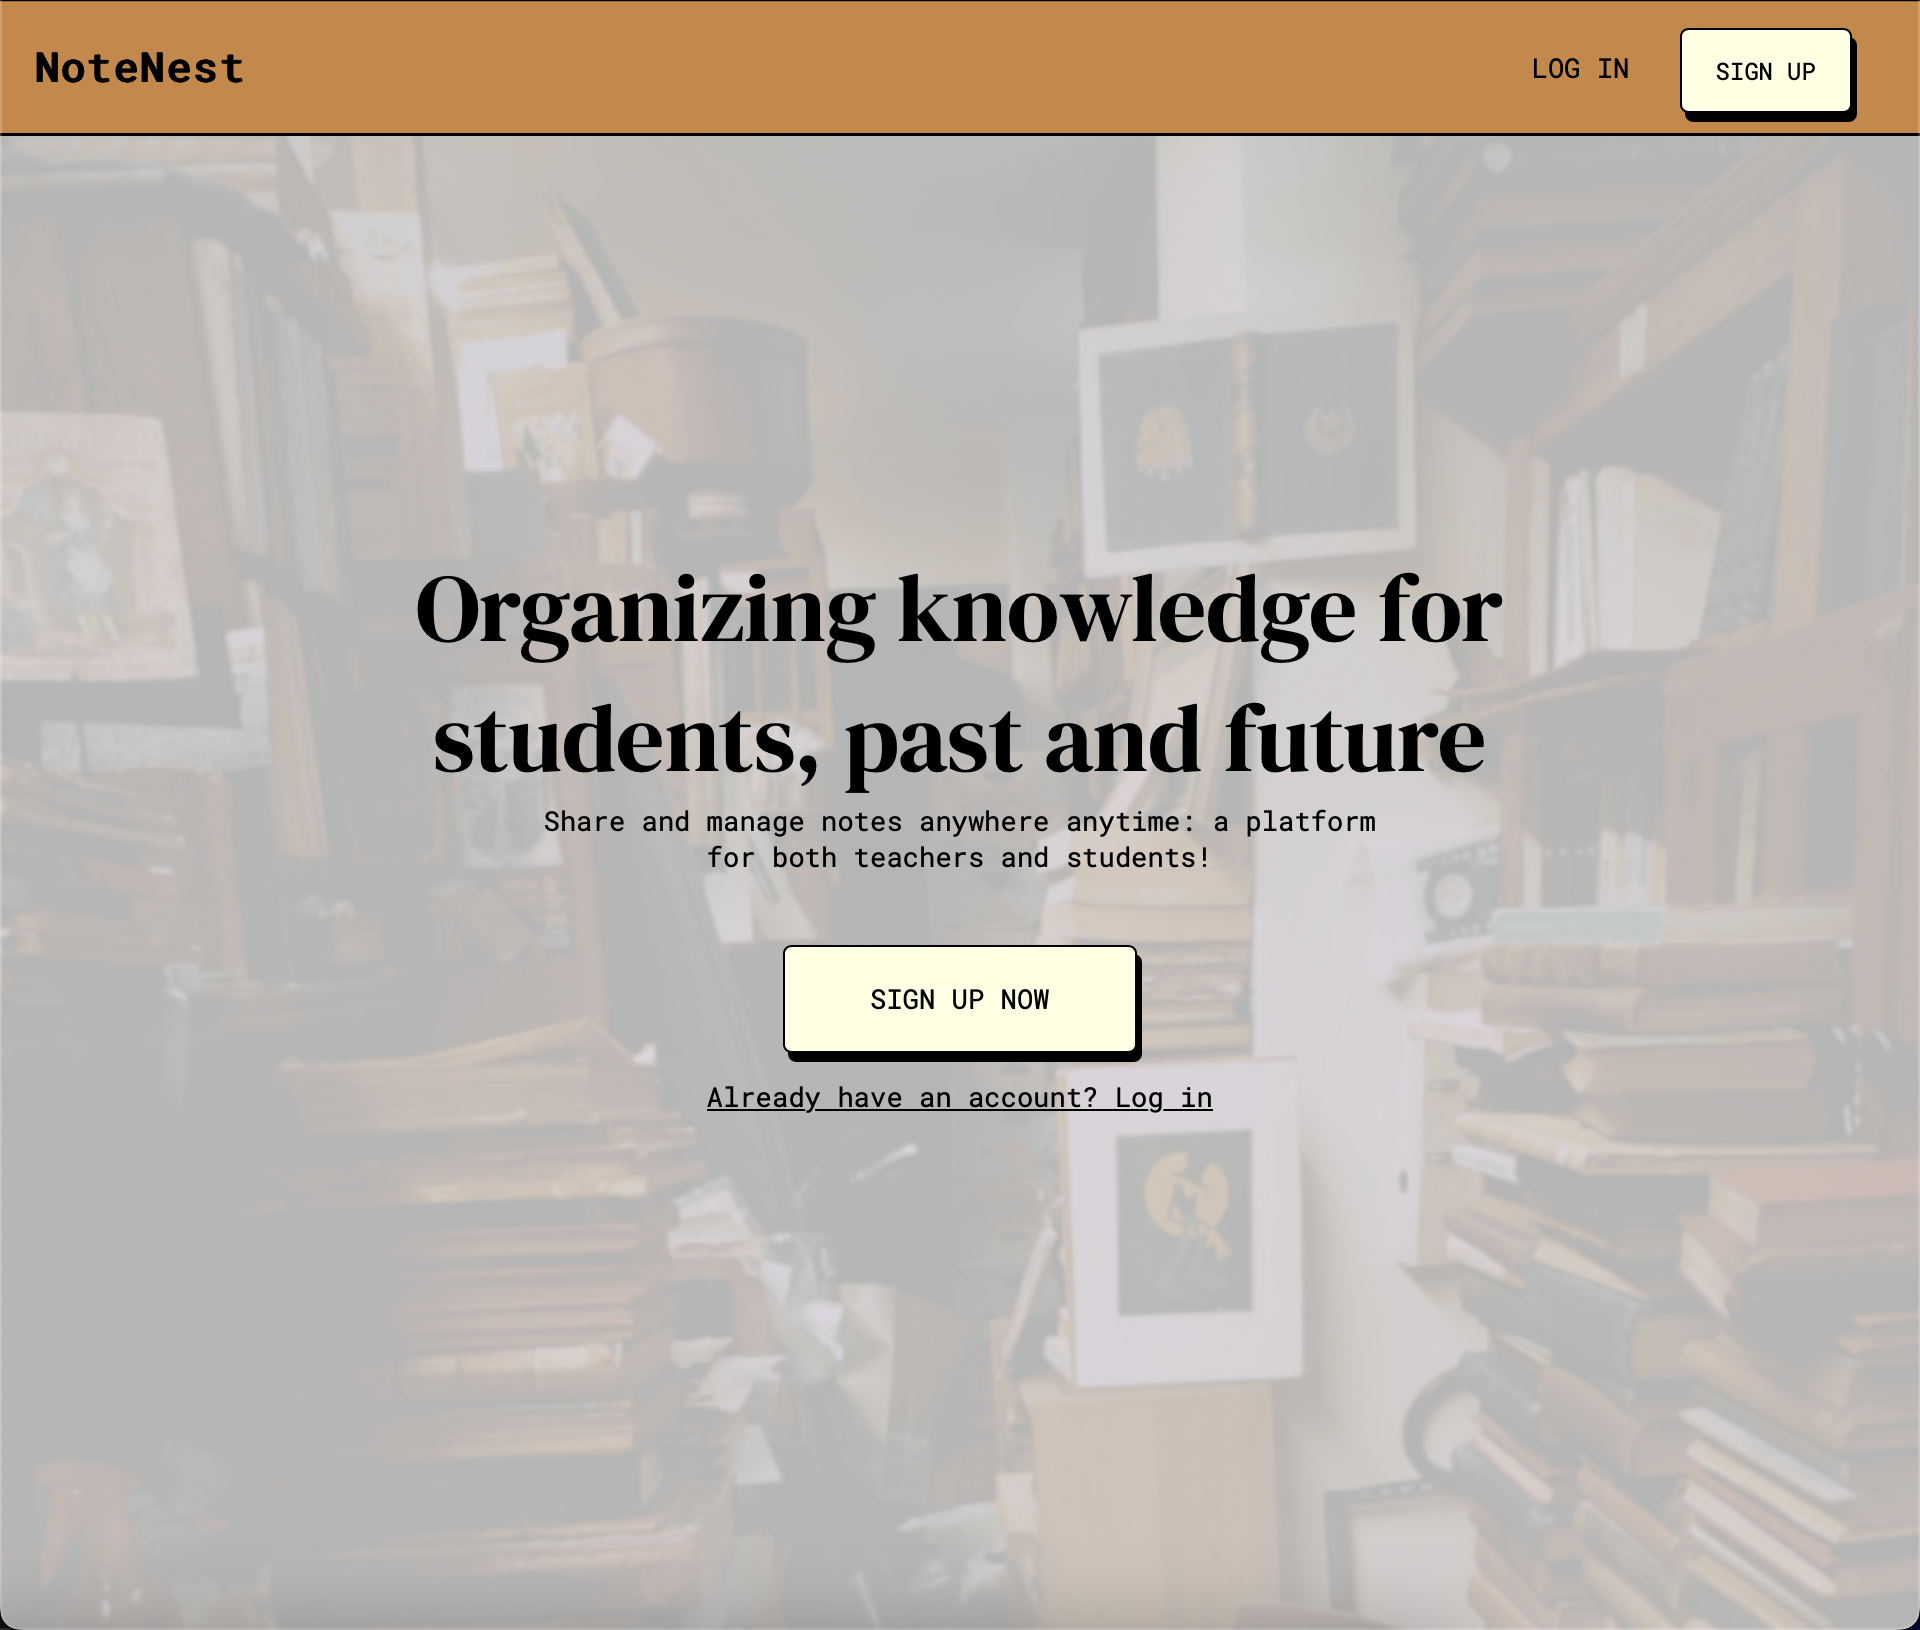 NoteNest
LOG IN
SIGN UP
Organizing knowledge for
students, past and future
Share and manage notes anywhere anytime: a platform
for both teachers and students!
SIGN UP NOW
Already have an account? Log in